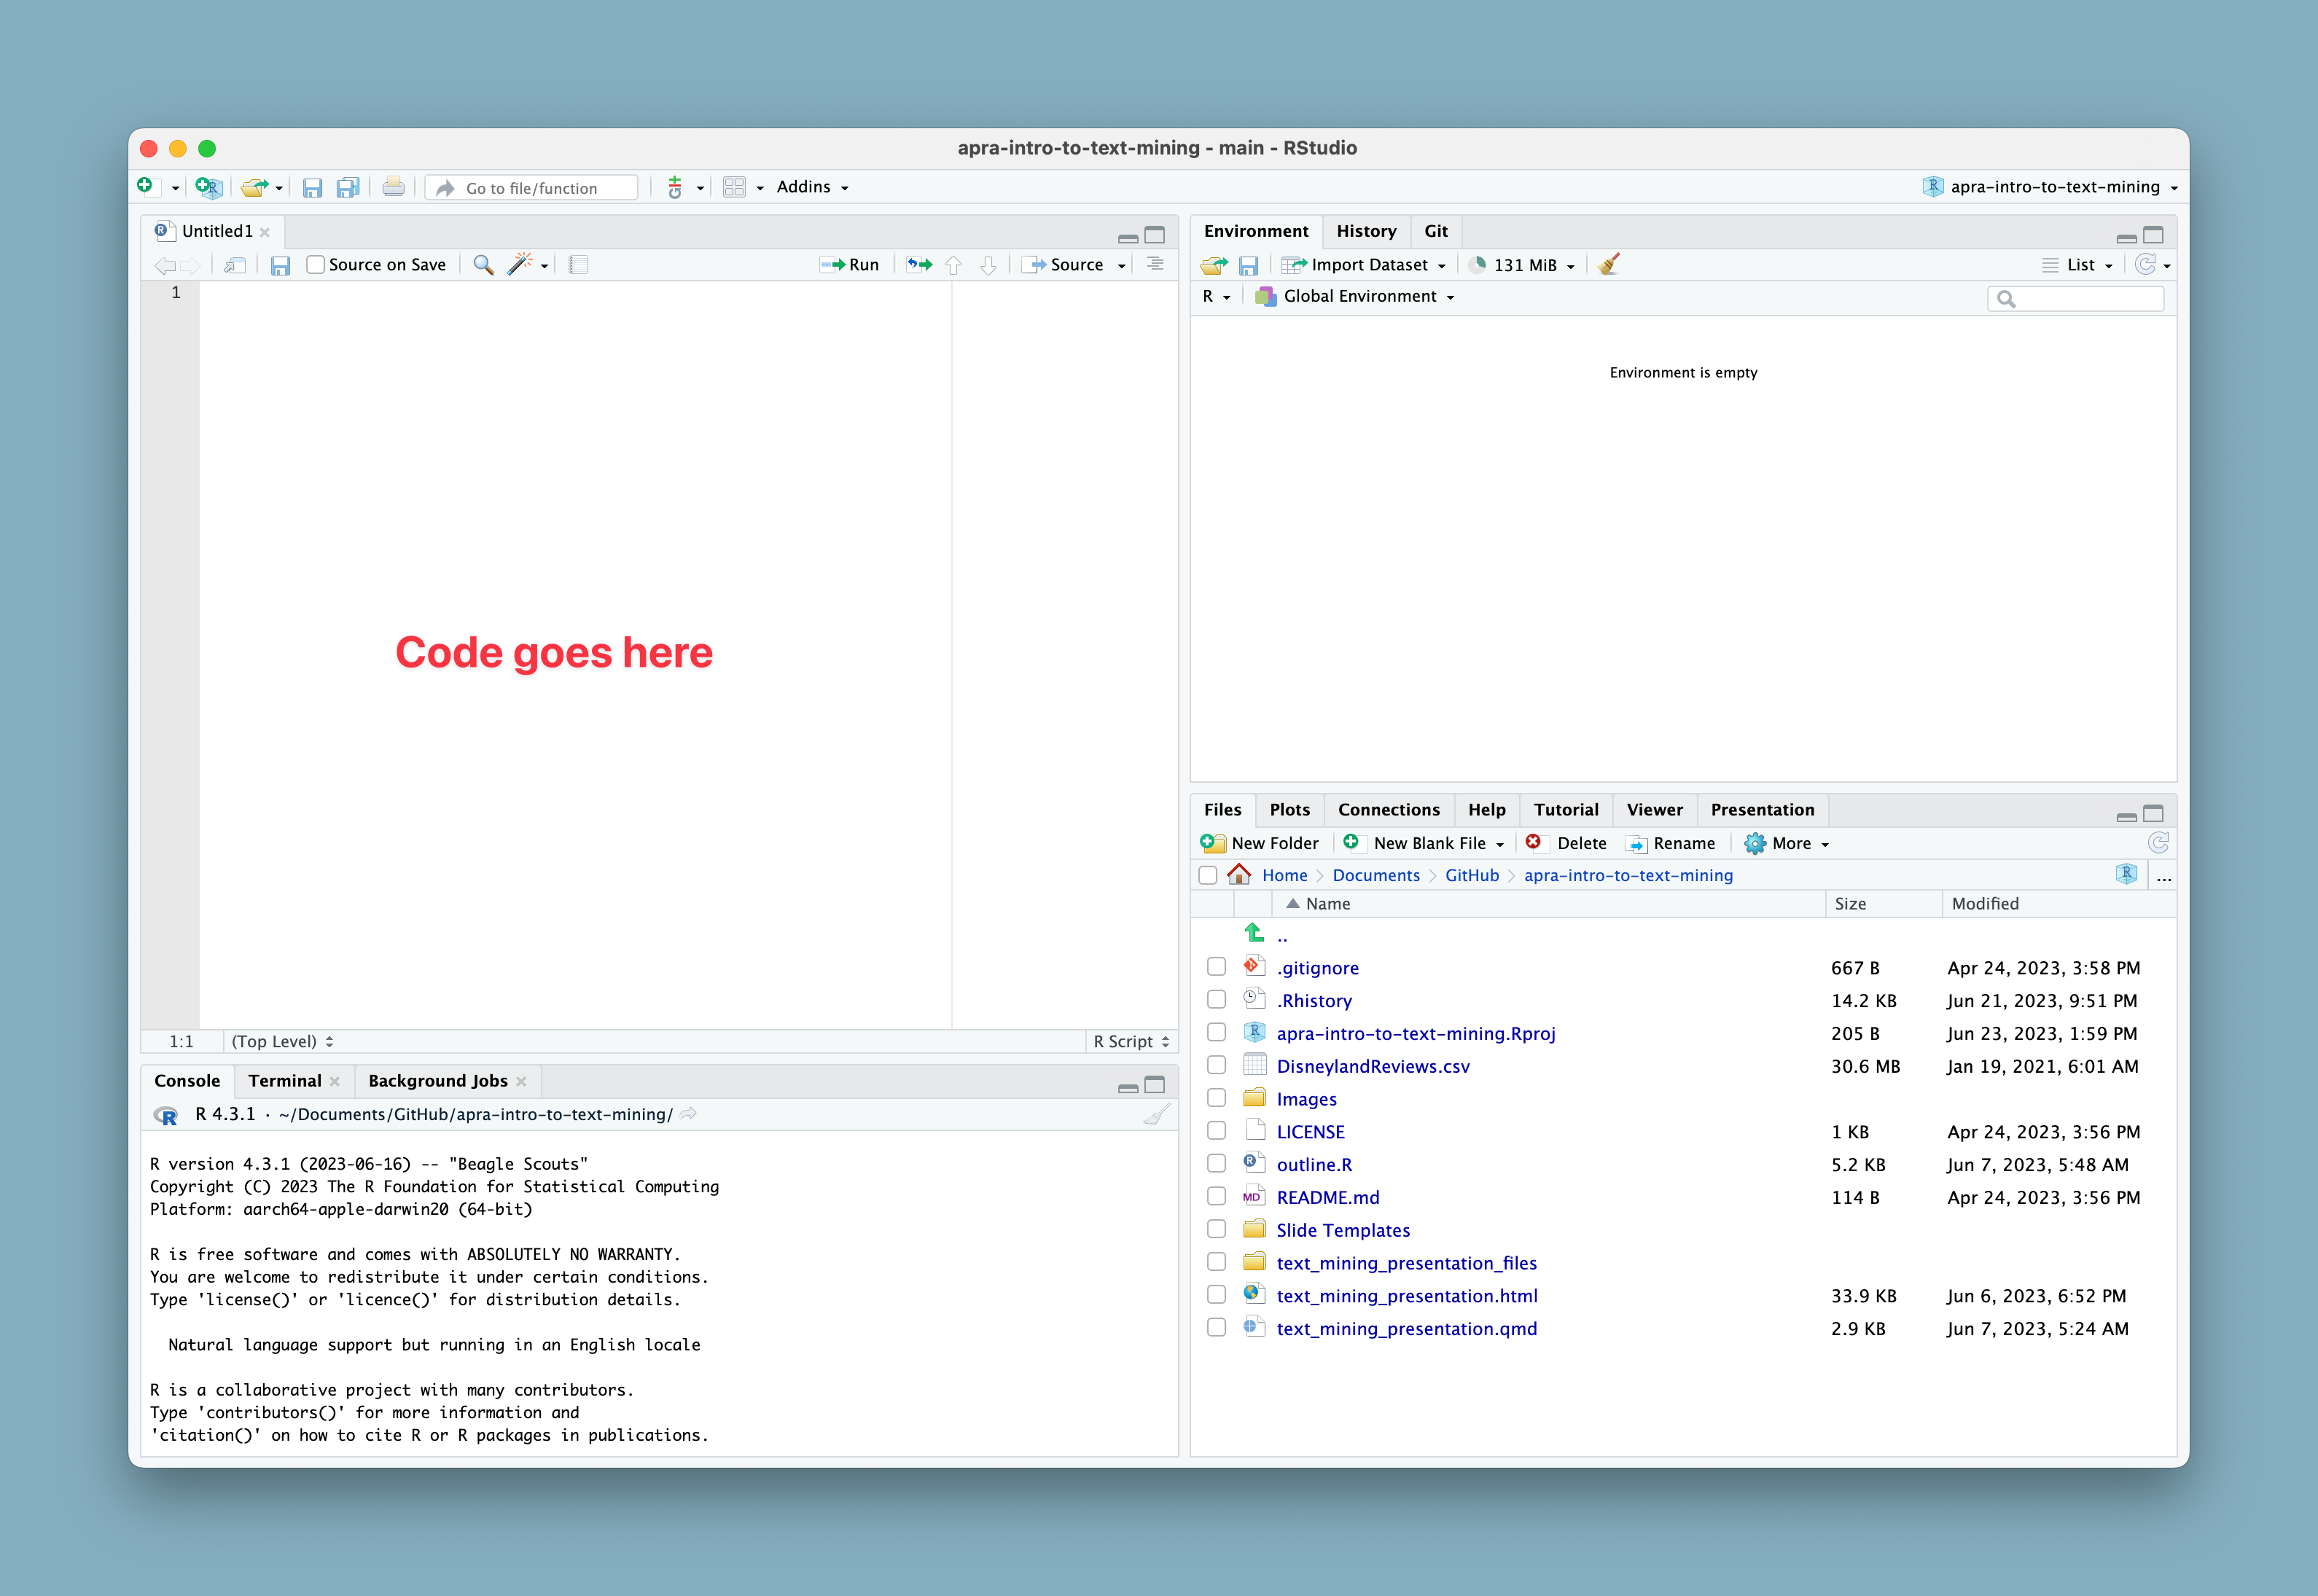 apra-intro-to-text-mining - main - RStudio
Go to file/function
Addins
apra-intro-to-text-mining
Untitled1
Source on Save
Run
Source
1
Code goes here
1:1
(Top Level)
R Script
Console
Terminal
Background Jobs
R 4.3.1 · ~/Documents/GitHub/apra-intro-to-text-mining/
R version 4.3.1 (2023-06-16) -- "Beagle Scouts"
Copyright (C) 2023 The R Foundation for Statistical Computing
Platform: aarch64-apple-darwin20 (64-bit)
R is free software and comes with ABSOLUTELY NO WARRANTY.
You are welcome to redistribute it under certain conditions.
Type 'license()' or 'licence()' for distribution details.
Natural language support but running in an English locale
R is a collaborative project with many contributors.
Type 'contributors()' for more information and
'citation()' on how to cite R or R packages in publications.
Environment
History
Git
Import Dataset
131 MiB
List
R
Global Environment
Environment is empty
Files
Plots
Connections
Help
Tutorial
Viewer
Presentation
New Folder
New Blank File
Delete
Rename
More
Home
Documents
GitHub
apra-intro-to-text-mining
...
Name Size Modified
..
.gitignore 667 B Apr 24, 2023, 3:58 PM
.Rhistory 14.2 KB Jun 21, 2023, 9:51 PM
apra-intro-to-text-mining.Rproj 205 B Jun 23, 2023, 1:59 PM
DisneylandReviews.csv 30.6 MB Jan 19, 2021, 6:01 AM
Images
LICENSE 1 KB Apr 24, 2023, 3:56 PM
outline.R 5.2 KB Jun 7, 2023, 5:48 AM
README.md 114 B Apr 24, 2023, 3:56 PM
Slide Templates
text_mining_presentation_files
text_mining_presentation.html 33.9 KB Jun 6, 2023, 6:52 PM
text_mining_presentation.qmd 2.9 KB Jun 7, 2023, 5:24 AM